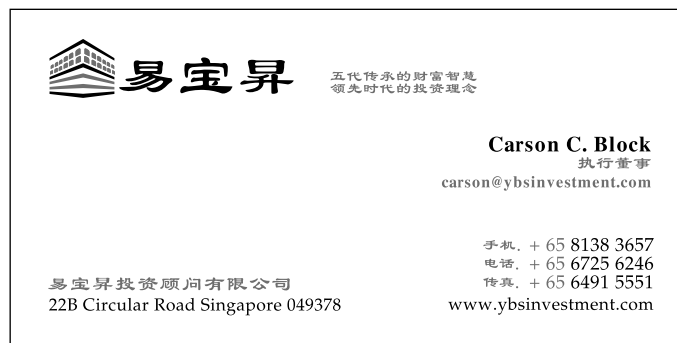 易宝昇
五代传承的财富智慧
领先时代的投资理念
Carson C. Block
执行董事
carson@ybsinvestment.com
手机. + 65 8138 3657
电话. + 65 6725 6246
传真. + 65 6491 5551
www.ybsinvestment.com
易宝昇投资顾问有限公司
22B Circular Road Singapore 049378